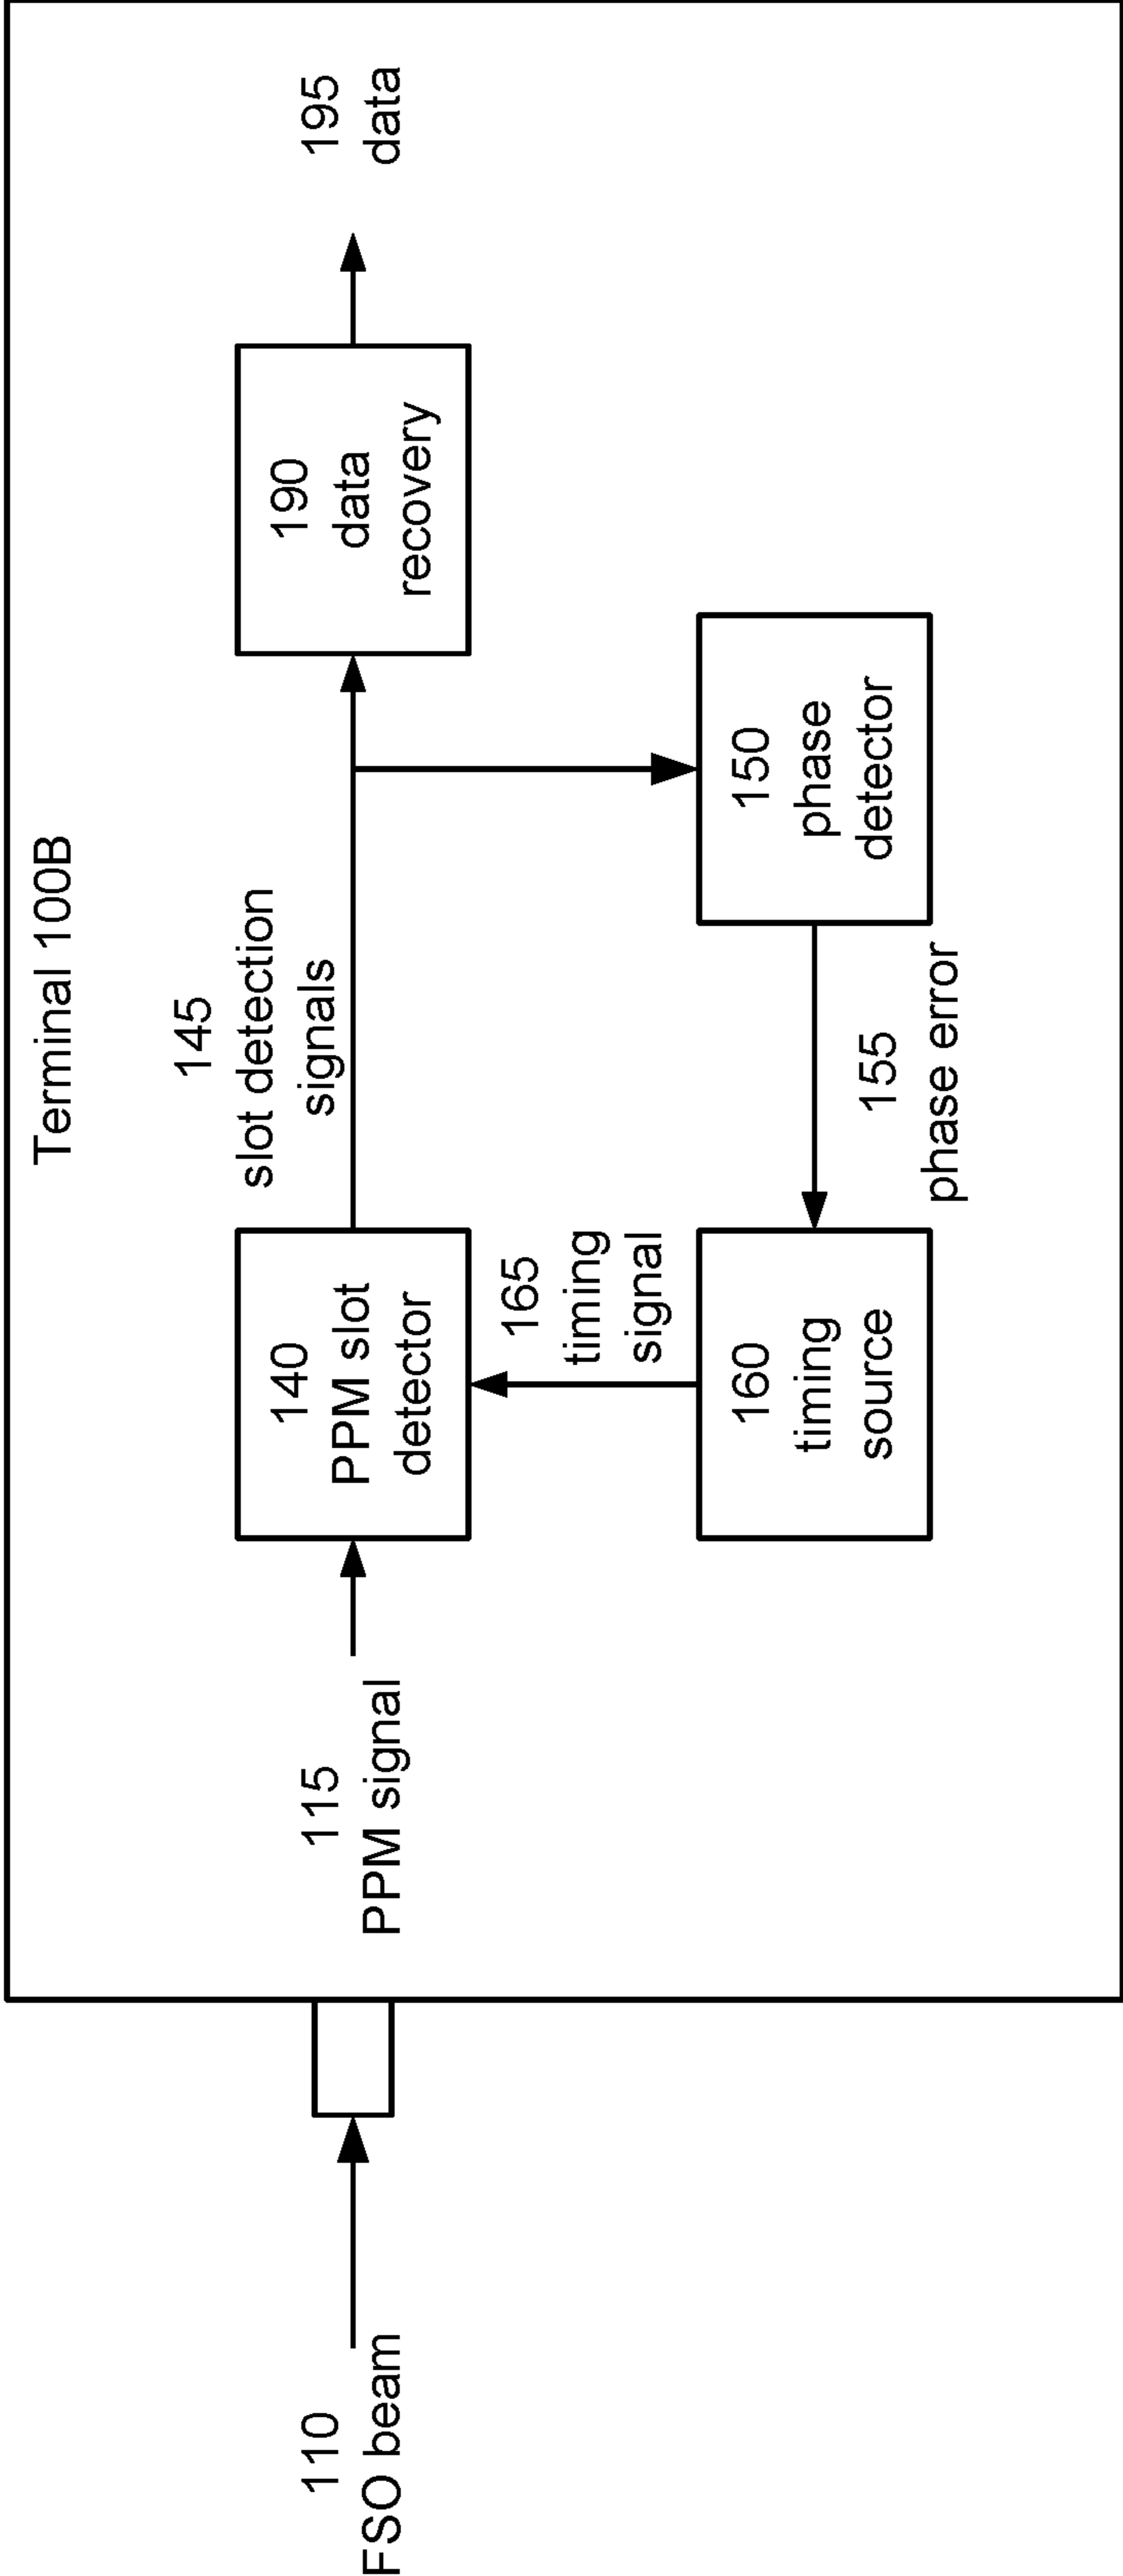 Terminal 100B
110
FSO beam
115
PPM signal
140
PPM slot
detector
145
slot detection
signals
190
data
recovery
195
data
165
timing
signal
160
timing
source
155
phase error
150
phase
detector